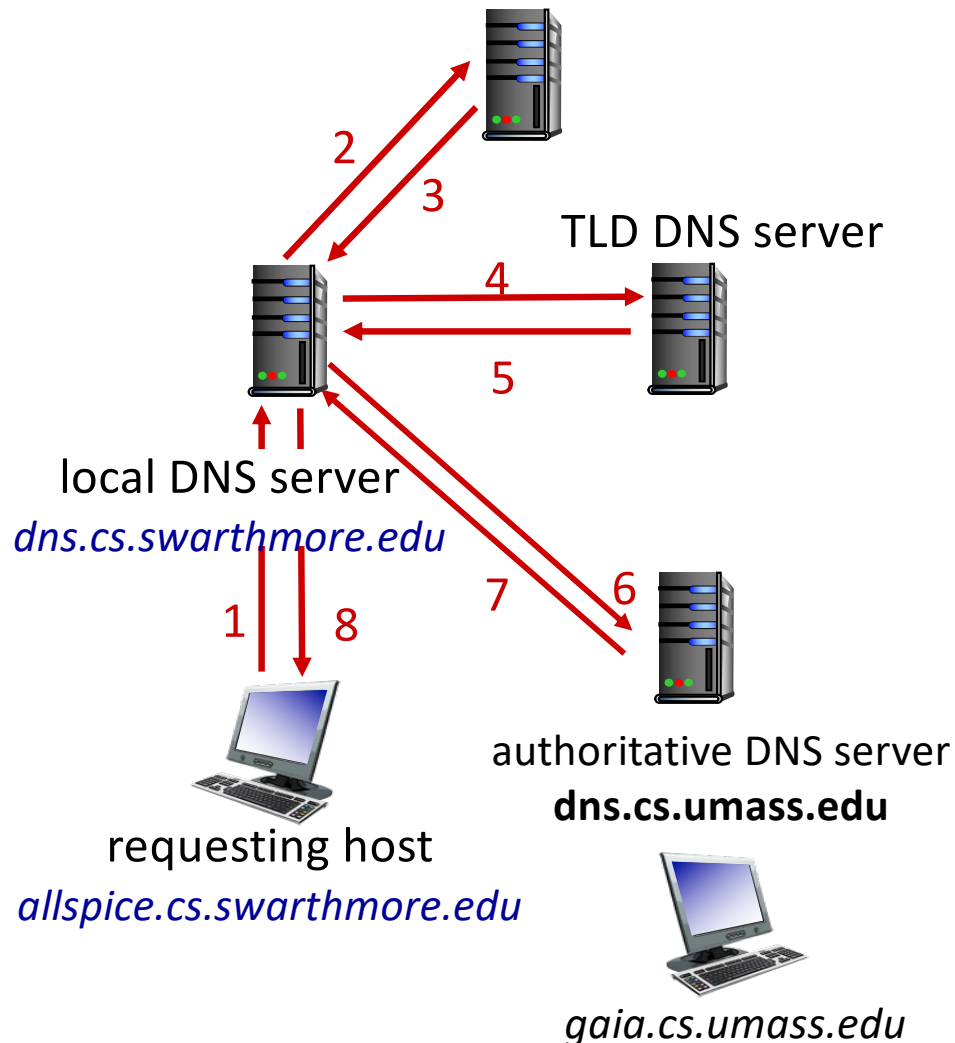 2
3
TLD DNS server
4
5
local DNS server
dns.cs.swarthmore.edu
1
8
7
6
authoritative DNS server
dns.cs.umass.edu
requesting host
allspice.cs.swarthmore.edu
gaia.cs.umass.edu